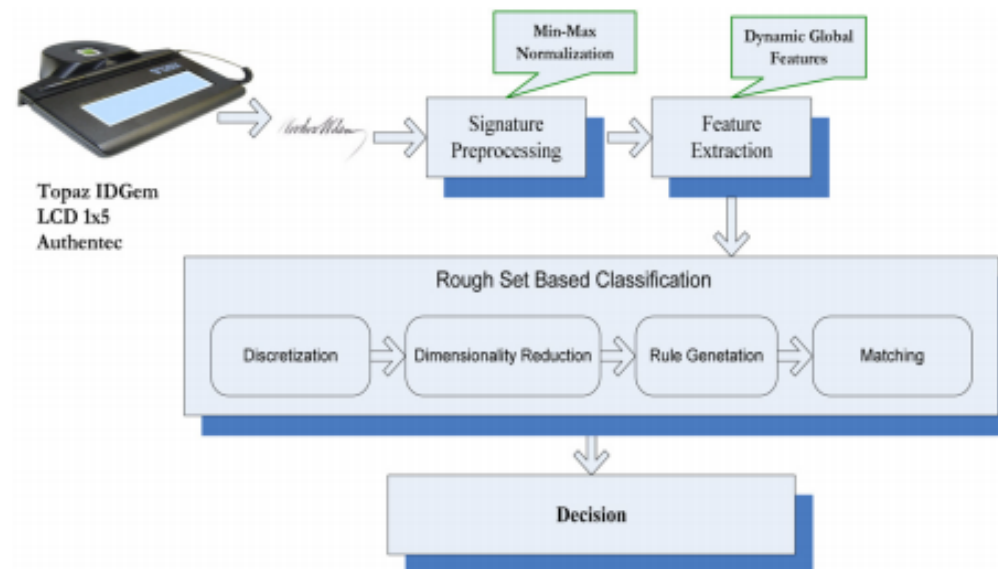 Min-Max
Normalization
Dynamic Global
Features
Signature
Preprocessing
Feature
Extraction
Topaz IDGem
LCD 1x5
Authentec
Rough Set Based Classification
Discretization
Dimensionality Reduction
Rule Genetation
Matching
Decision